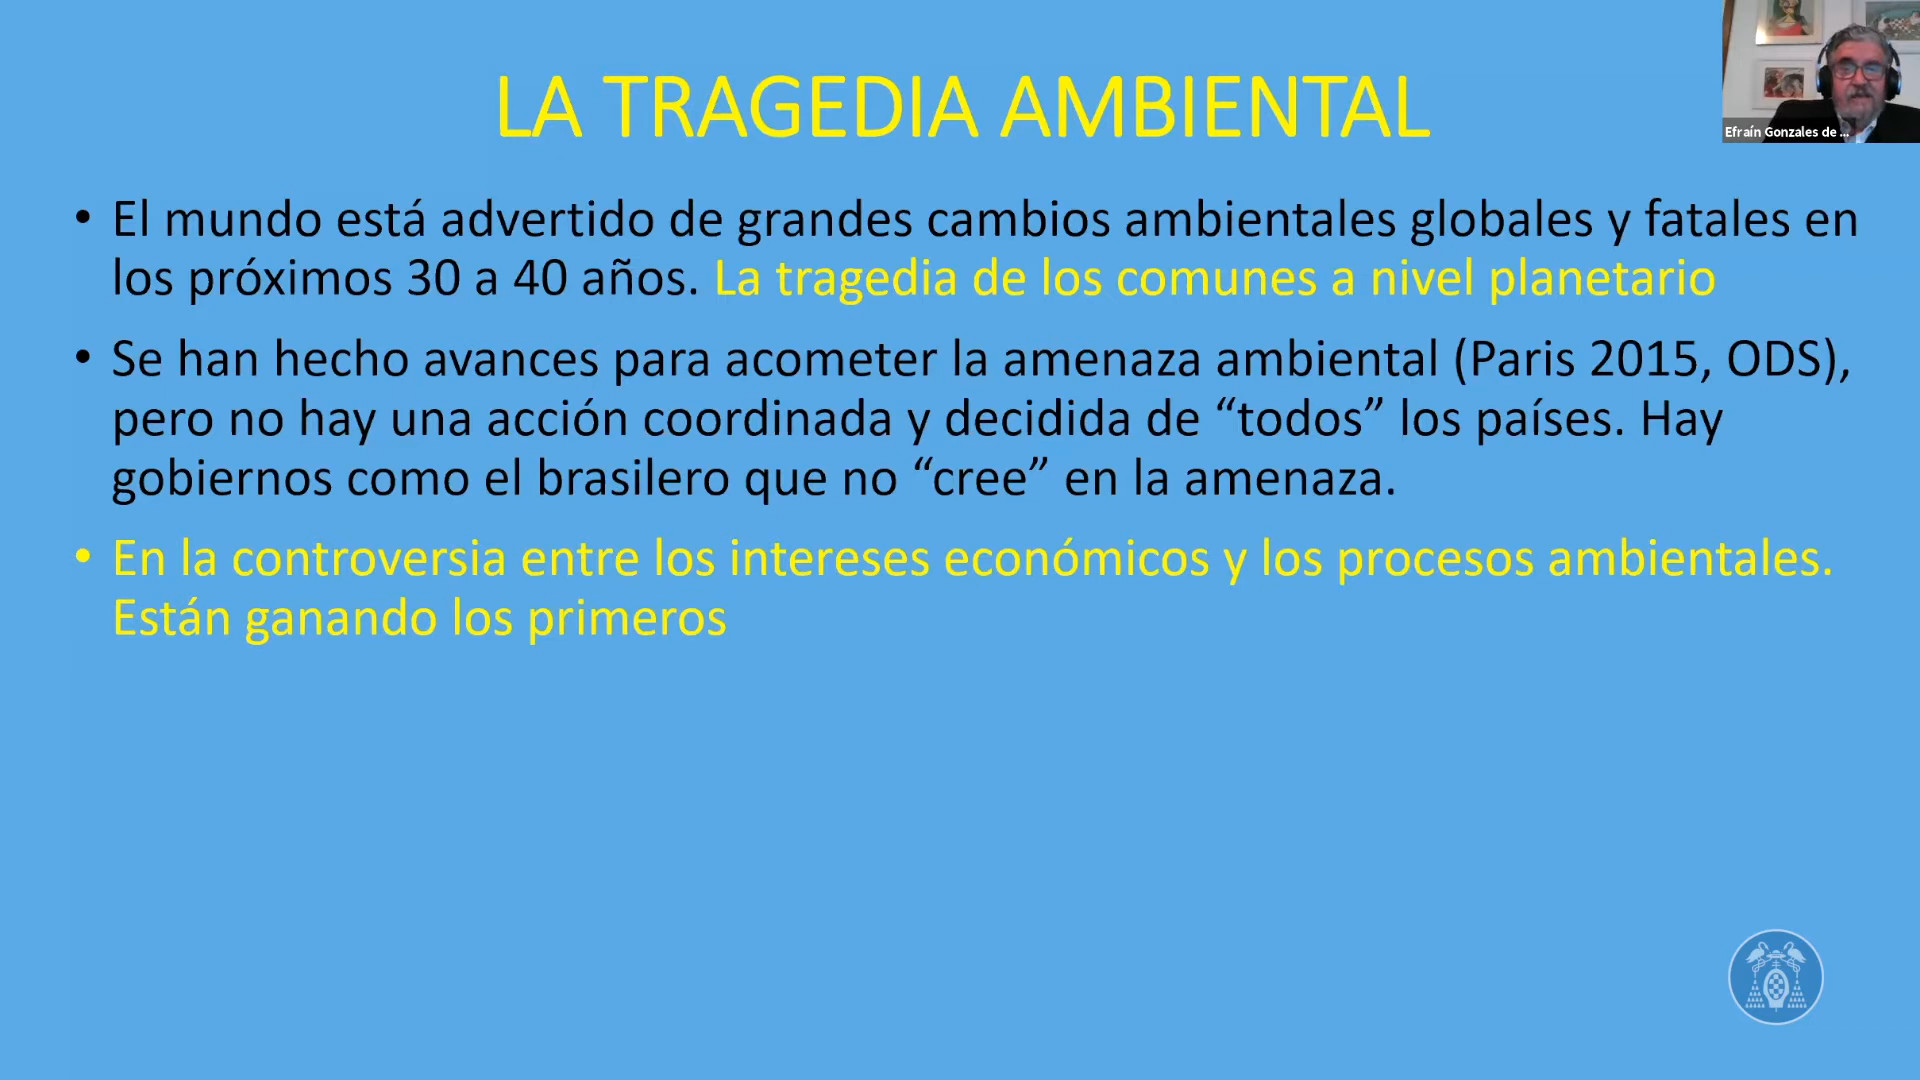 LA TRAGEDIA AMBIENTAL
Efraín Gonzales de ...
• El mundo está advertido de grandes cambios ambientales globales y fatales en
los próximos 30 a 40 años. La tragedia de los comunes a nivel planetario
• Se han hecho avances para acometer la amenaza ambiental (Paris 2015, ODS),
pero no hay una acción coordinada y decidida de “todos” los países. Hay
gobiernos como el brasilero que no “cree” en la amenaza.
• En la controversia entre los intereses económicos y los procesos ambientales.
Están ganando los primeros